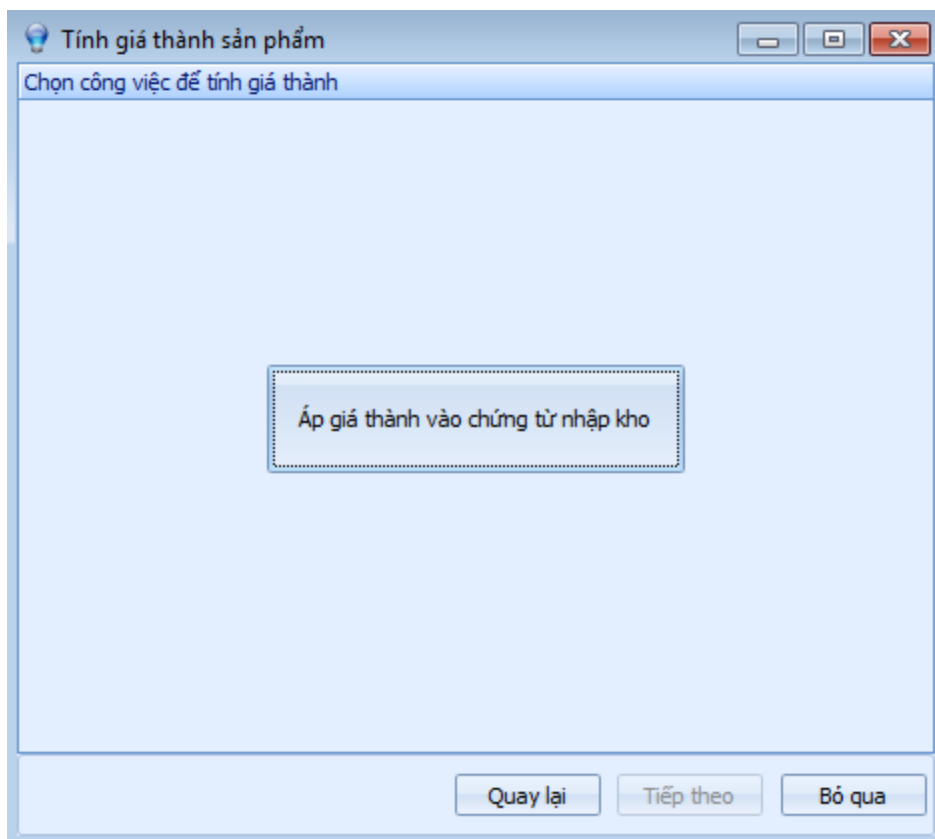 Tính giá thành sản phẩm
Chọn công việc để tính giá thành
Áp giá thành vào chứng từ nhập kho
Quay lại
Tiếp theo
Bỏ qua